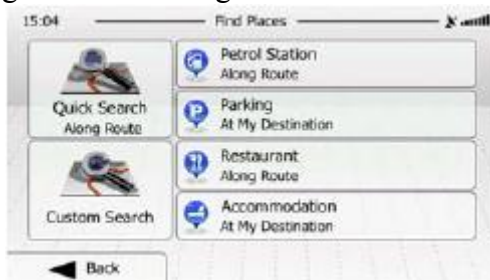 15:04
Find Places
Quick Search
Along Route
Custom Search
Petrol Station
Along Route
Parking
At My Destination
Restaurant
Along Route
Accommodation
At My Destination
Back